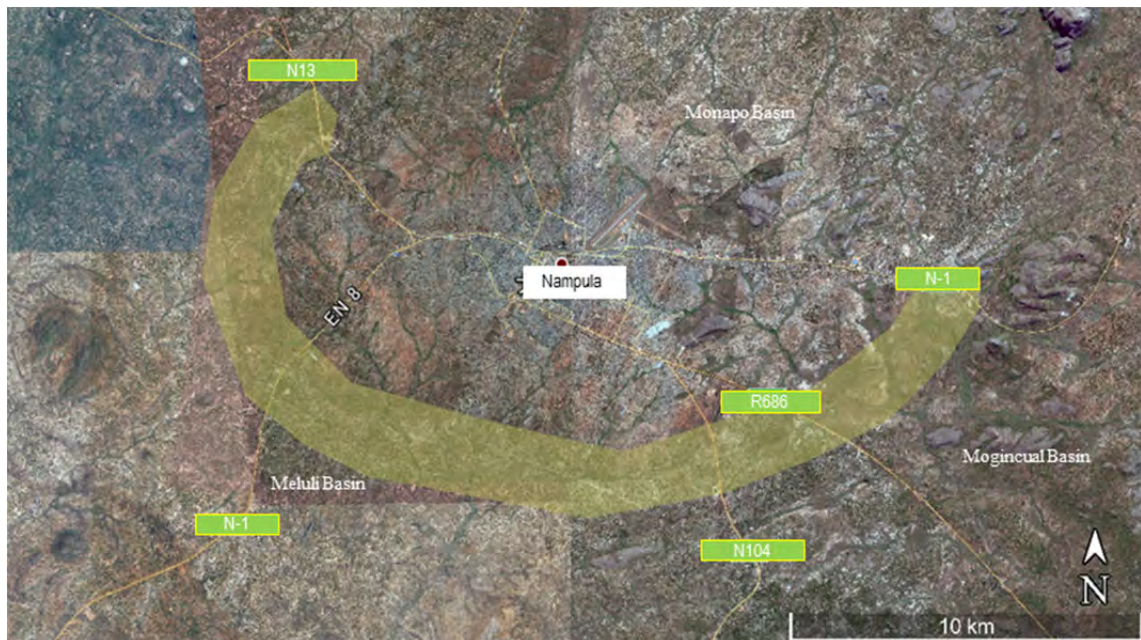 N13
Monapo Basin
Nampula
N-1
EN 8
R686
Mogincual Basin
Meluli Basin
N-1
N104
N
10 km